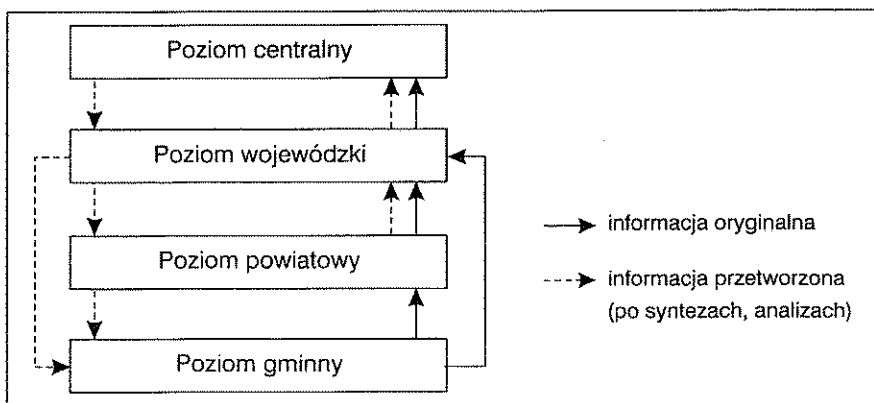 Poziom centralny
Poziom wojewódzki
Poziom powiatowy
Poziom gminny
informacja oryginalna
informacja przetworzona
(po syntezach, analizach)